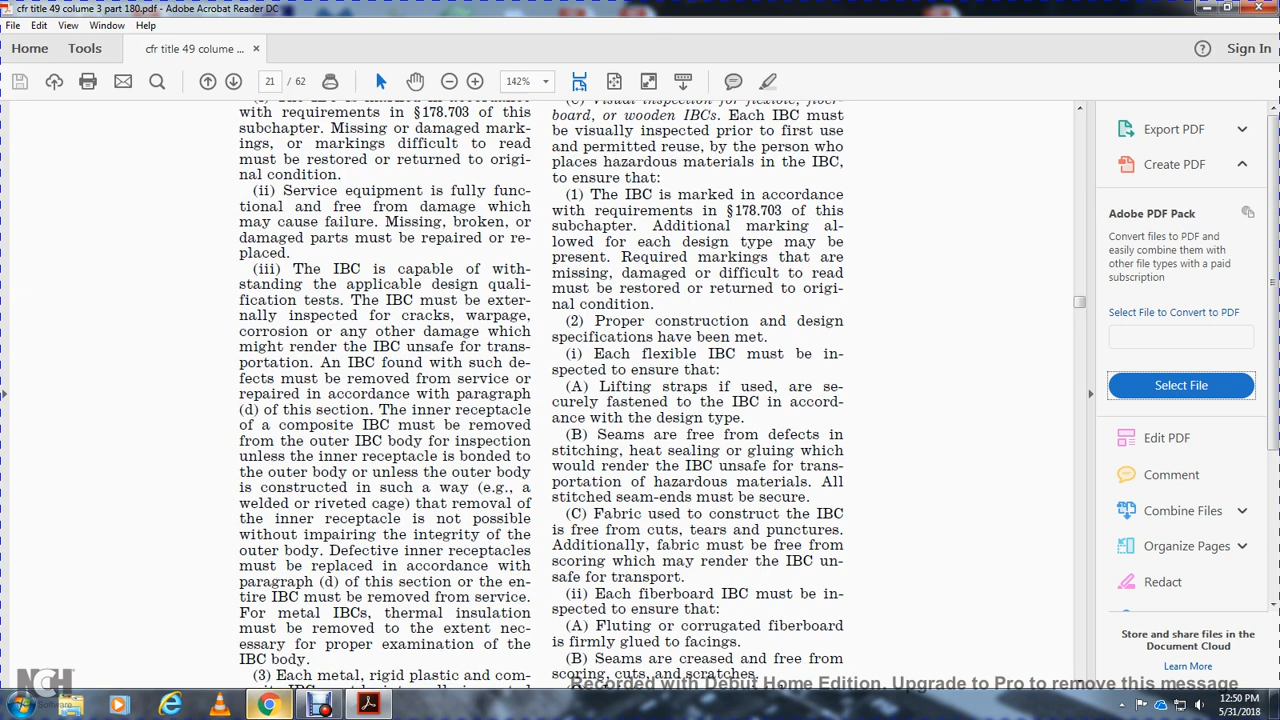 cfr title 49 colume 3 part 180.pdf - Adobe Acrobat Reader DC
File Edit View Window Help
Home Tools cfr title 49 colume ... × Sign In
21 / 62 142%
with requirements in §178.703 of this
subchapter. Missing or damaged mark-
ings, or markings difficult to read
must be restored or returned to origi-
nal condition.
(ii) Service equipment is fully func-
tional and free from damage which
may cause failure. Missing, broken, or
damaged parts must be repaired or re-
placed.
(iii) The IBC is capable of with-
standing the applicable design quali-
fication tests. The IBC must be exter-
nally inspected for cracks, warpage,
corrosion or any other damage which
might render the IBC unsafe for trans-
portation. An IBC found with such de-
fects must be removed from service or
repaired in accordance with paragraph
(d) of this section. The inner receptacle
of a composite IBC must be removed
from the outer IBC body for inspection
unless the inner receptacle is bonded to
the outer body or unless the outer body
is constructed in such a way (e.g., a
welded or riveted cage) that removal of
the inner receptacle is not possible
without impairing the integrity of the
outer body. Defective inner receptacles
must be replaced in accordance with
paragraph (d) of this section or the en-
tire IBC must be removed from service.
For metal IBCs, thermal insulation
must be removed to the extent nec-
essary for proper examination of the
IBC body.
(3) Each metal, rigid plastic and com-
Visual inspection for flexible, fiber-
board, or wooden IBCs. Each IBC must
be visually inspected prior to first use
and permitted reuse, by the person who
places hazardous materials in the IBC,
to ensure that:
(1) The IBC is marked in accordance
with requirements in §178.703 of this
subchapter. Additional marking al-
lowed for each design type may be
present. Required markings that are
missing, damaged or difficult to read
must be restored or returned to origi-
nal condition.
(2) Proper construction and design
specifications have been met.
(i) Each flexible IBC must be in-
spected to ensure that:
(A) Lifting straps if used, are se-
curely fastened to the IBC in accord-
ance with the design type.
(B) Seams are free from defects in
stitching, heat sealing or gluing which
would render the IBC unsafe for trans-
portation of hazardous materials. All
stitched seam-ends must be secure.
(C) Fabric used to construct the IBC
is free from cuts, tears and punctures.
Additionally, fabric must be free from
scoring which may render the IBC un-
safe for transport.
(ii) Each fiberboard IBC must be in-
spected to ensure that:
(A) Fluting or corrugated fiberboard
is firmly glued to facings.
(B) Seams are creased and free from
scoring, cuts, and scratches.
Export PDF
Create PDF
Adobe PDF Pack
Convert files to PDF and
easily combine them with
other file types with a paid
subscription
Select File to Convert to PDF
Select File
Edit PDF
Comment
Combine Files
Organize Pages
Redact
Store and share files in the
Document Cloud
Learn More
NCH
Software
Recorded with Debut Home Edition. Upgrade to Pro to remove this message
12:50 PM
5/31/2018